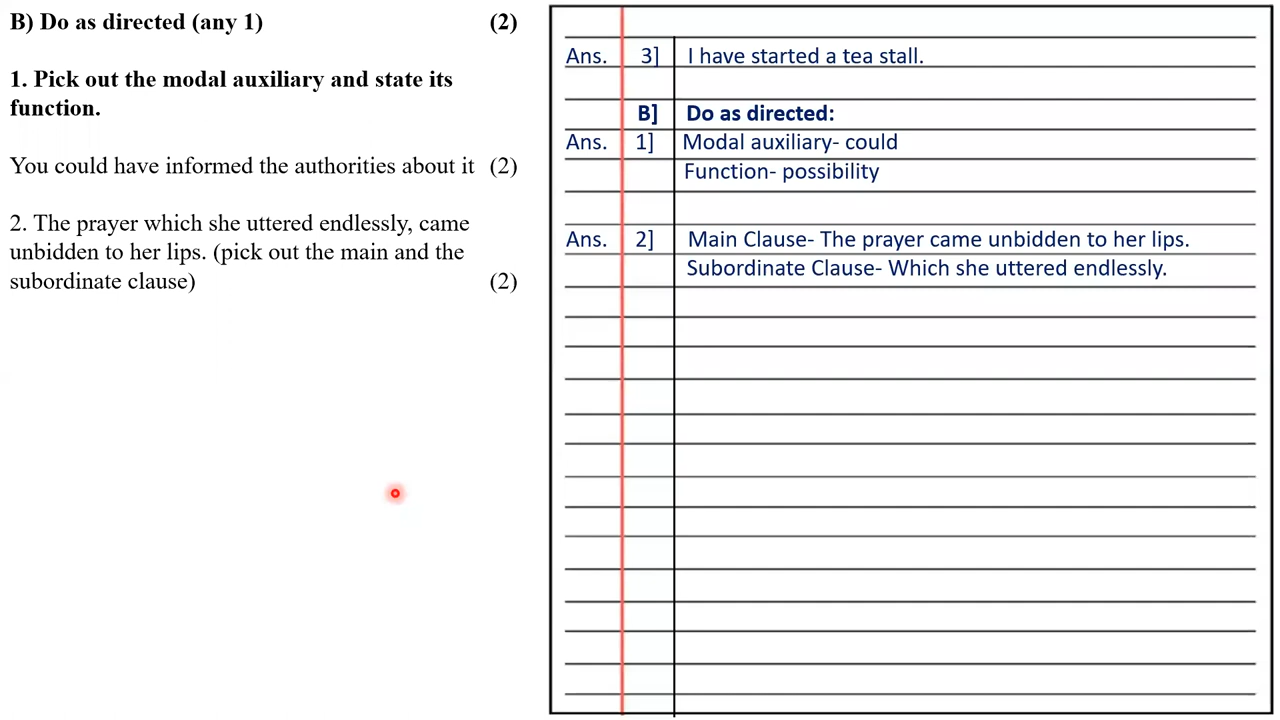 B) Do as directed (any 1) (2)
1. Pick out the modal auxiliary and state its
function.
You could have informed the authorities about it (2)
2. The prayer which she uttered endlessly, came
unbidden to her lips. (pick out the main and the
subordinate clause) (2)
Ans. 3] I have started a tea stall.
B] Do as directed:
Ans. 1] Modal auxiliary- could
Function- possibility
Ans. 2] Main Clause- The prayer came unbidden to her lips.
Subordinate Clause- Which she uttered endlessly.